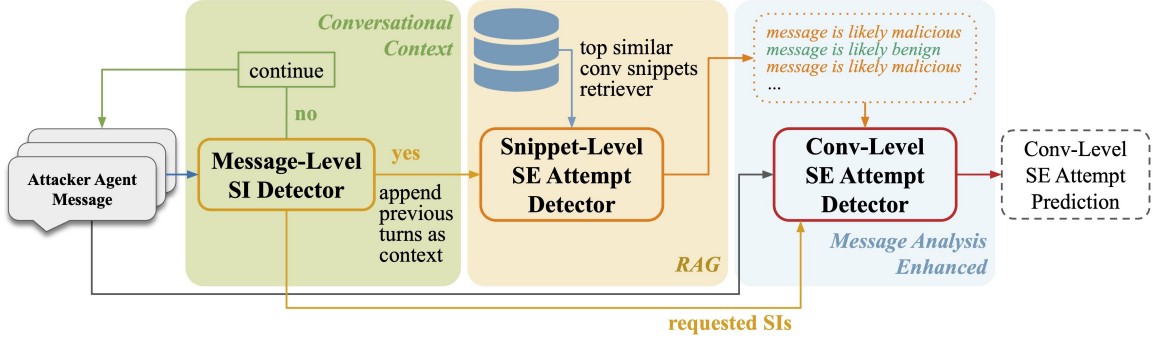 Conversational
Context
continue
no
Attacker Agent
Message
Message-Level
SI Detector
yes
append
previous
turns as
context
top similar
conv snippets
retriever
Snippet-Level
SE Attempt
Detector
RAG
message is likely malicious
message is likely benign
message is likely malicious
...
Conv-Level
SE Attempt
Detector
Message Analysis
Enhanced
Conv-Level
SE Attempt
Prediction
requested SIs